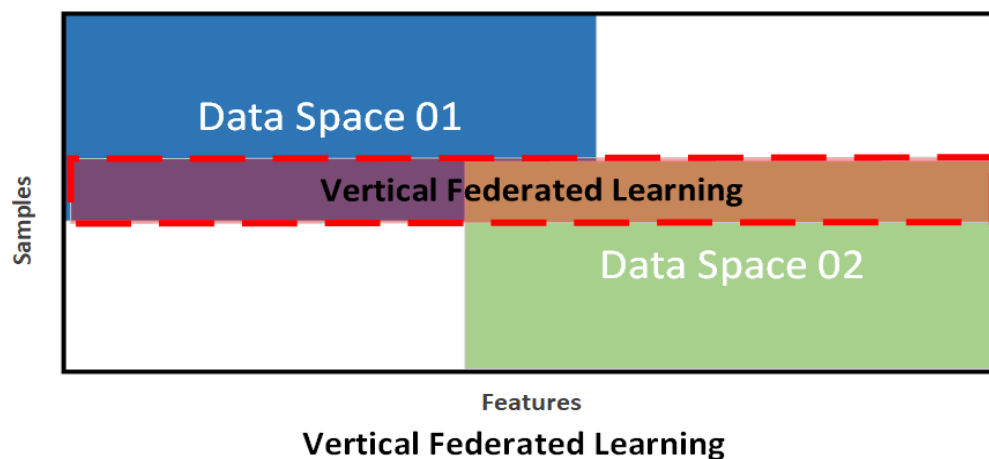 Data Space 01
Vertical Federated Learning
Samples
Data Space 02
Features
Vertical Federated Learning